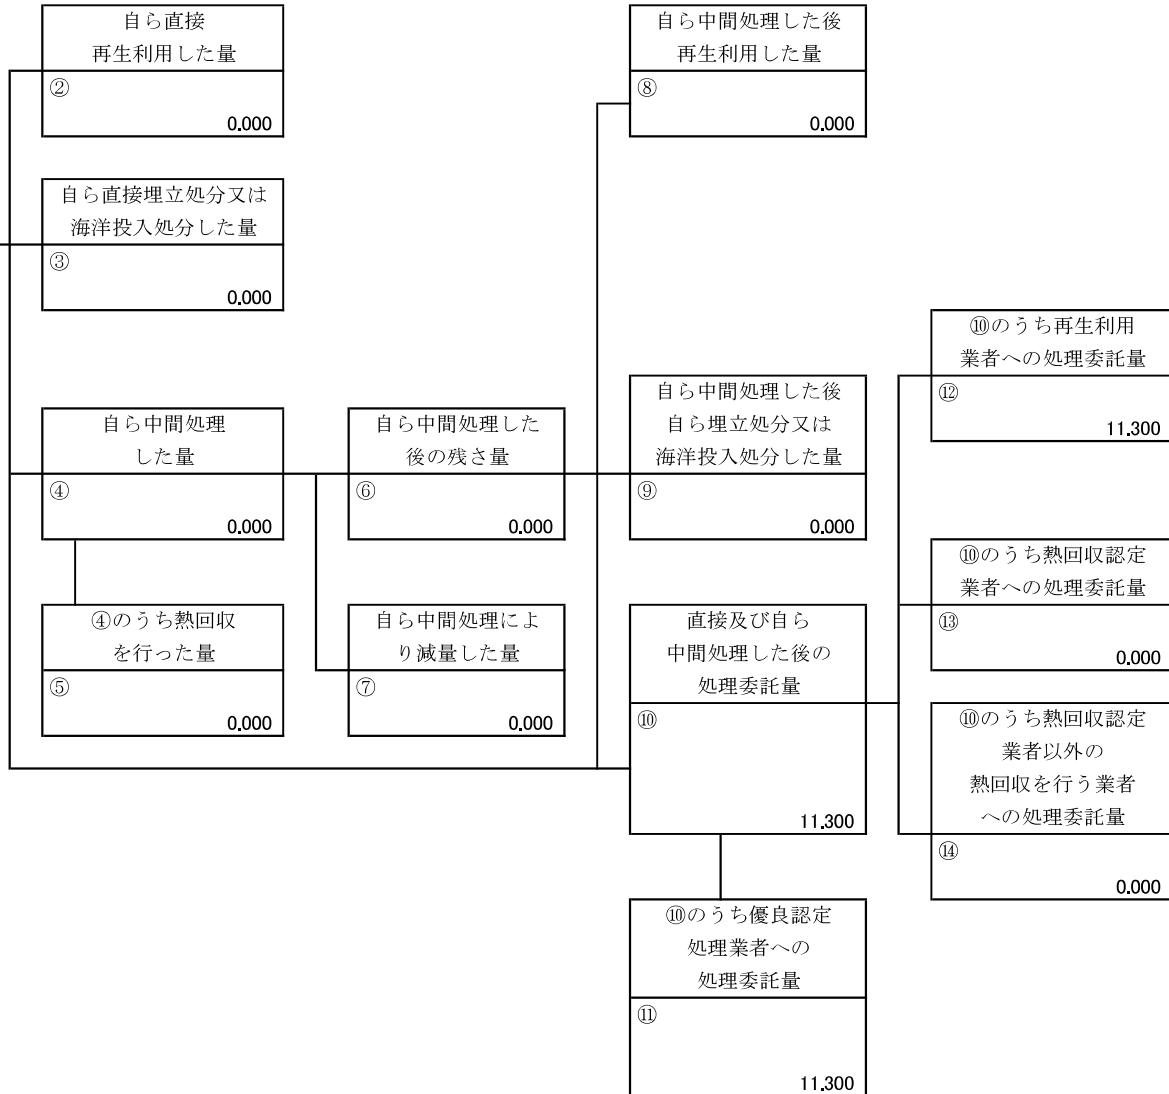 自ら直接
再生利用した量
②
0.000
自ら中間処理した後
再生利用した量
⑧
0.000
自ら直接埋立処分又は
海洋投入処分した量
③
0.000
⑩のうち再生利用
業者への処理委託量
⑫
11.300
自ら中間処理
した量
④
0.000
自ら中間処理した
後の残さ量
⑥
0.000
自ら中間処理した後
自ら埋立処分又は
海洋投入処分した量
⑨
0.000
⑩のうち熱回収認定
業者への処理委託量
⑬
0.000
④のうち熱回収
を行った量
⑤
0.000
自ら中間処理によ
り減量した量
⑦
0.000
直接及び自ら
中間処理した後の
処理委託量
⑩
11.300
⑩のうち熱回収認定
業者以外の
熱回収を行う業者
への処理委託量
⑭
0.000
⑩のうち優良認定
処理業者への
処理委託量
⑪
11.300